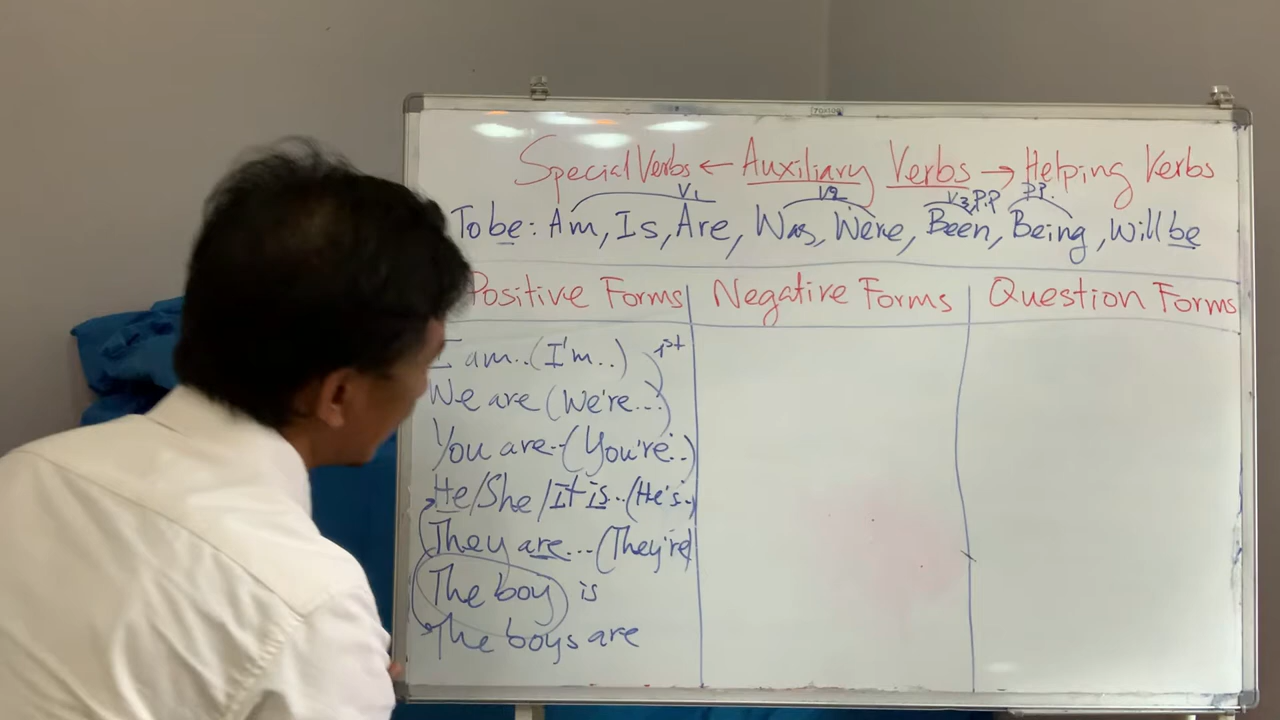 Special Verbs ← Auxiliary Verbs → Helping Verbs
V1 V2 V3 P.P P.P.
To be: Am, Is, Are, Was, Were, Been, Being, Will be
Positive Forms Negative Forms Question Forms
I am..(I'm..) 1st
We are (We're...)
You are..(You're..)
He/She/It is..(He's..)
They are...(They're)
The boy is
The boys are